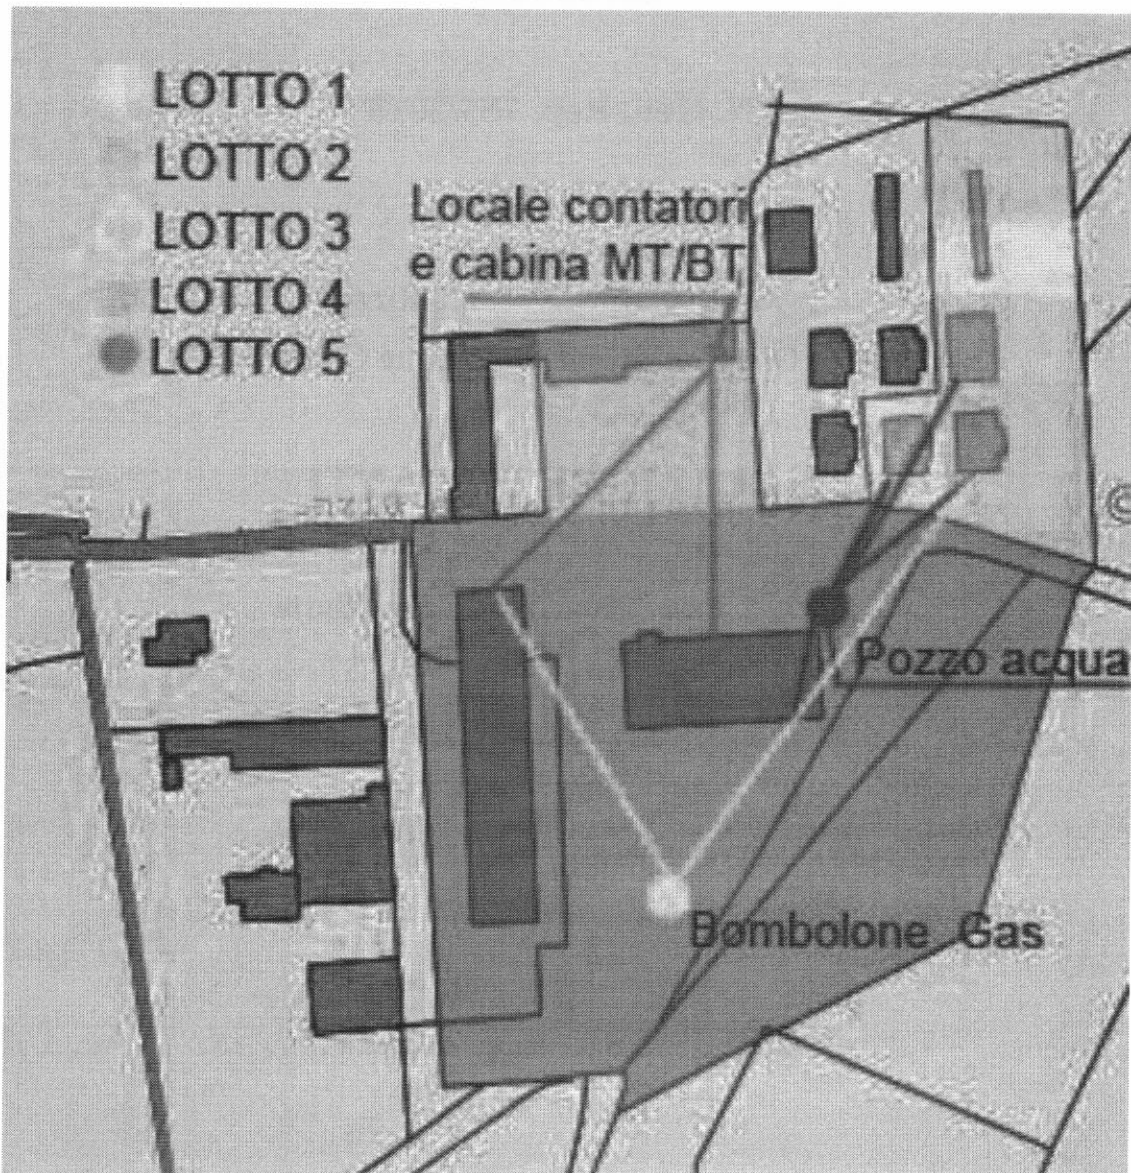 LOTTO 1
LOTTO 2
LOTTO 3
LOTTO 4
LOTTO 5
Locale contatori
e cabina MT/BT
©
Pozzo acqua
Bombolone Gas